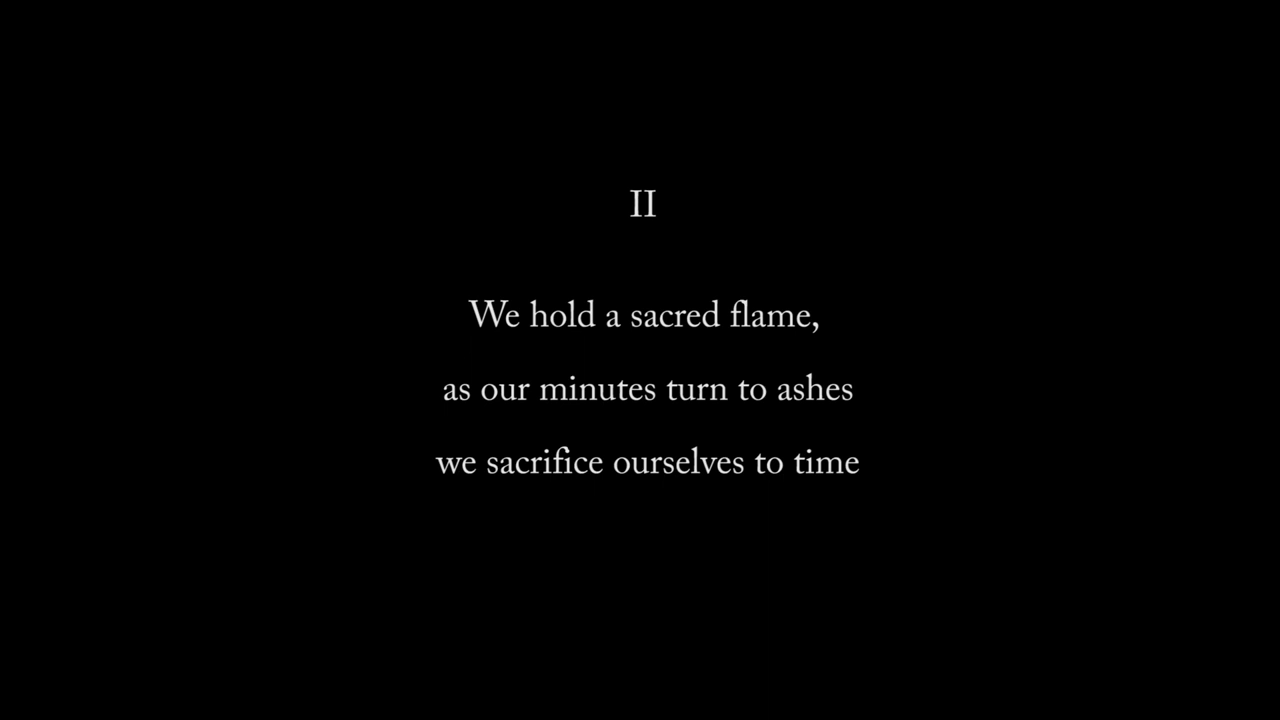 II
We hold a sacred flame,
as our minutes turn to ashes
we sacrifice ourselves to time